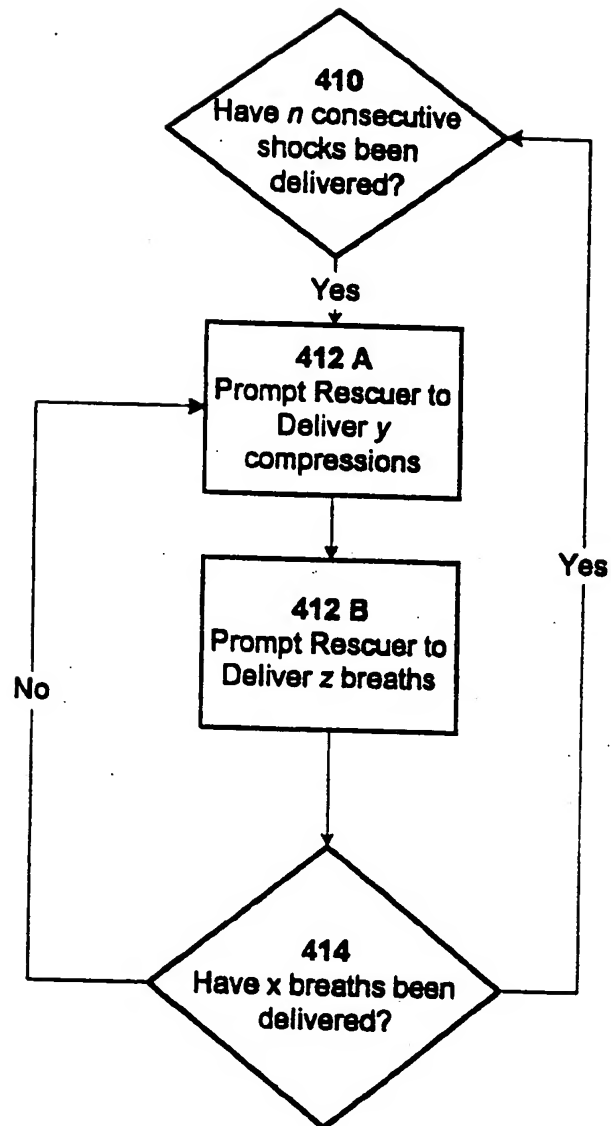 410
Have n consecutive
shocks been
delivered?
Yes
412 A
Prompt Rescuer to
Deliver y
compressions
412 B
Prompt Rescuer to
Deliver z breaths
No
Yes
414
Have x breaths been
delivered?